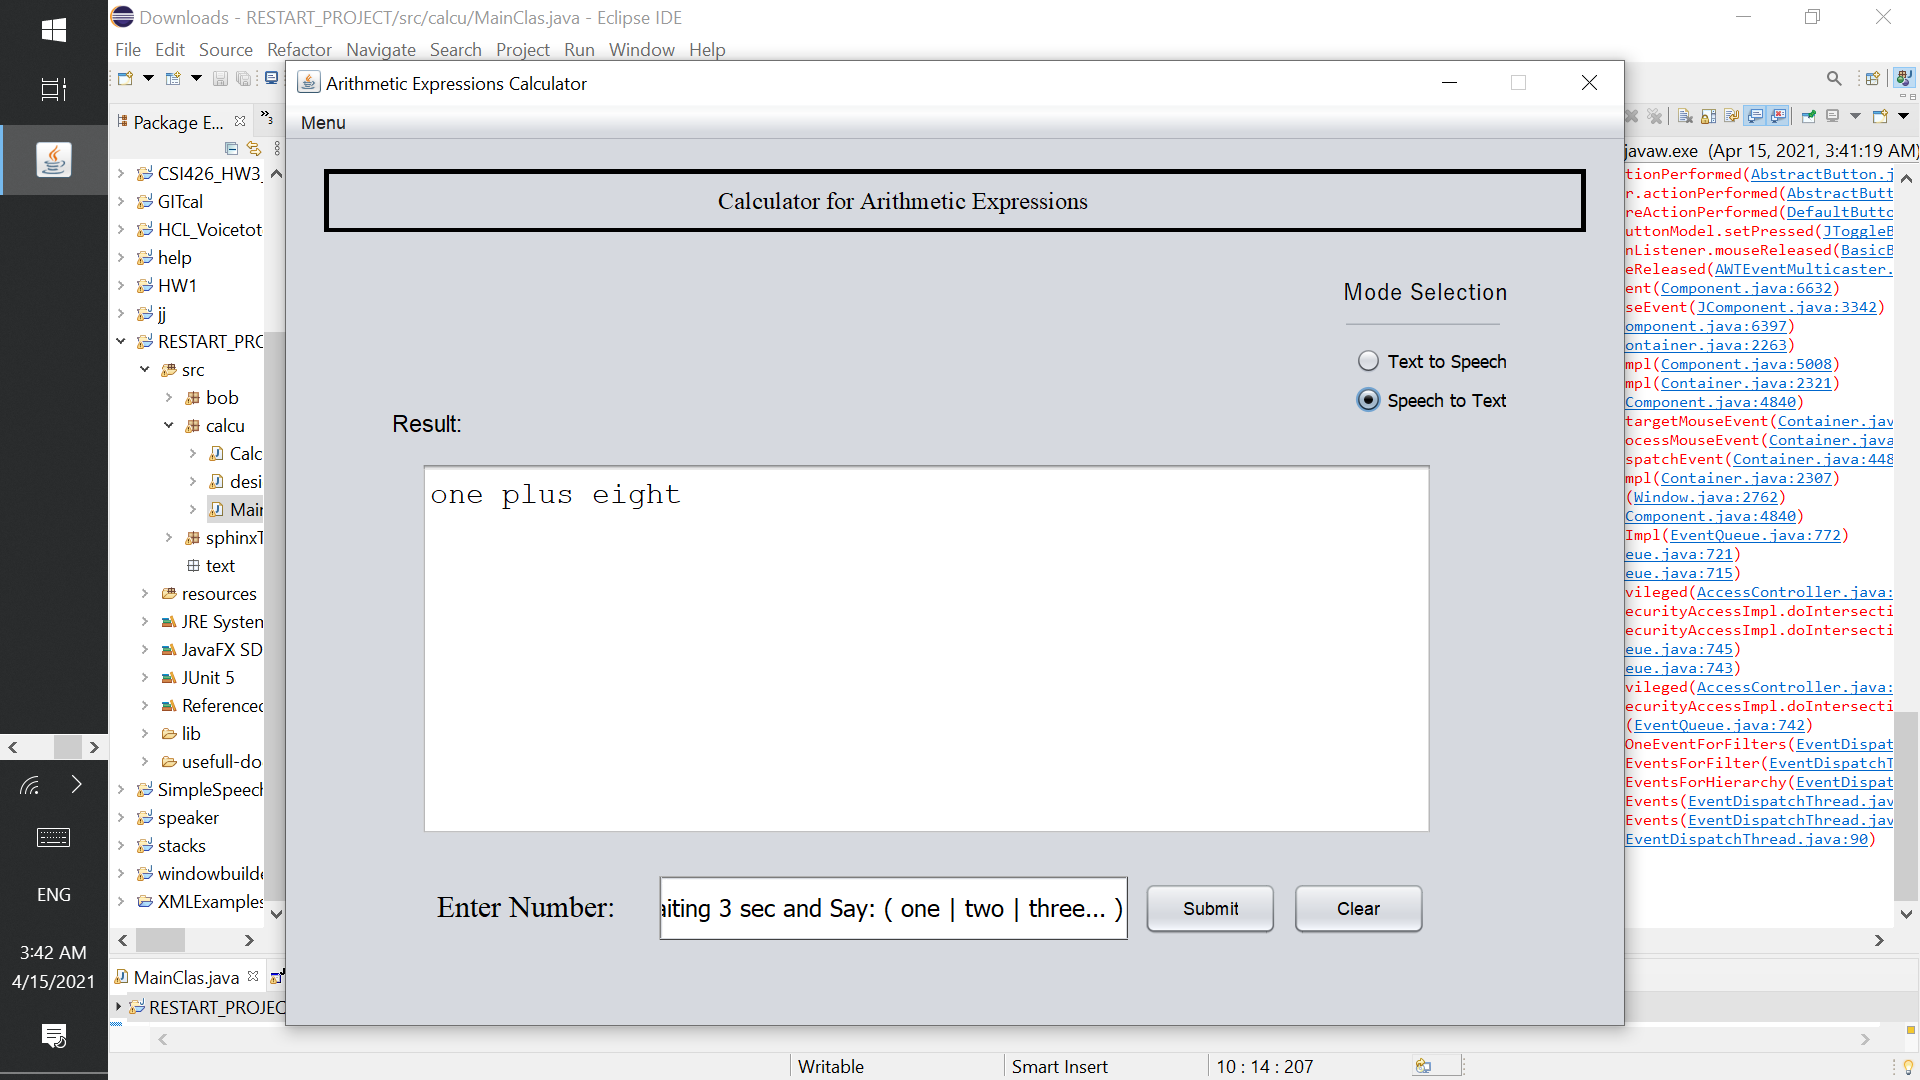 Downloads - RESTART_PROJECT/src/calcu/MainClas.java - Eclipse IDE
File Edit Source Refactor Navigate Search Project Run Window Help
Arithmetic Expressions Calculator
Menu
Calculator for Arithmetic Expressions
Mode Selection
Text to Speech
Speech to Text
Result:
one plus eight
Enter Number:
iting 3 sec and Say: ( one | two | three... )
Submit
Clear
Package E...
3
CSI426_HW3_
GITcal
HCL_Voicetot
help
HW1
jj
RESTART_PRO
src
bob
calcu
Calc
desi
Mair
sphinxT
text
resources
JRE System
JavaFX SD
JUnit 5
Referenced
lib
usefull-do
SimpleSpeech
speaker
stacks
windowbuilde
XMLExamples
MainClas.java
RESTART_PROJEC
javaw.exe (Apr 15, 2021, 3:41:19 AM)
tionPerformed(AbstractButton.j
r.actionPerformed(AbstractButt
reActionPerformed(DefaultButto
uttonModel.setPressed(JToggleB
nListener.mouseReleased(BasicB
eReleased(AWTEventMulticaster.
ent(Component.java:6632)
seEvent(JComponent.java:3342)
omponent.java:6397)
ontainer.java:2263)
mpl(Component.java:5008)
mpl(Container.java:2321)
Component.java:4840)
targetMouseEvent(Container.jav
ocessMouseEvent(Container.java
spatchEvent(Container.java:448
mpl(Container.java:2307)
(Window.java:2762)
Component.java:4840)
Impl(EventQueue.java:772)
eue.java:721)
eue.java:715)
vileged(AccessController.java:
ecurityAccessImpl.doIntersecti
ecurityAccessImpl.doIntersecti
eue.java:745)
eue.java:743)
vileged(AccessController.java:
ecurityAccessImpl.doIntersecti
(EventQueue.java:742)
OneEventForFilters(EventDispat
EventsForFilter(EventDispatchT
EventsForHierarchy(EventDispat
Events(EventDispatchThread.jav
Events(EventDispatchThread.jav
EventDispatchThread.java:90)
ENG
3:42 AM
4/15/2021
Writable
Smart Insert
10 : 14 : 207